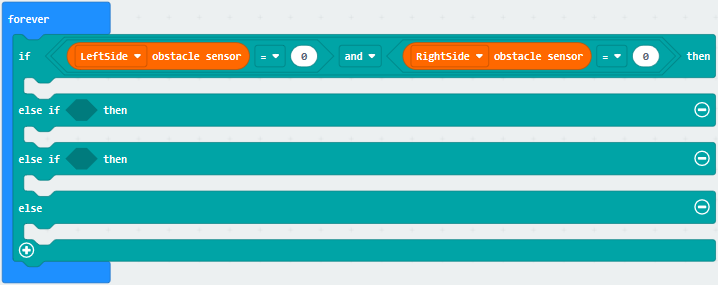 forever
if LeftSide obstacle sensor = 0 and RightSide obstacle sensor = 0 then
else if then
else if then
else